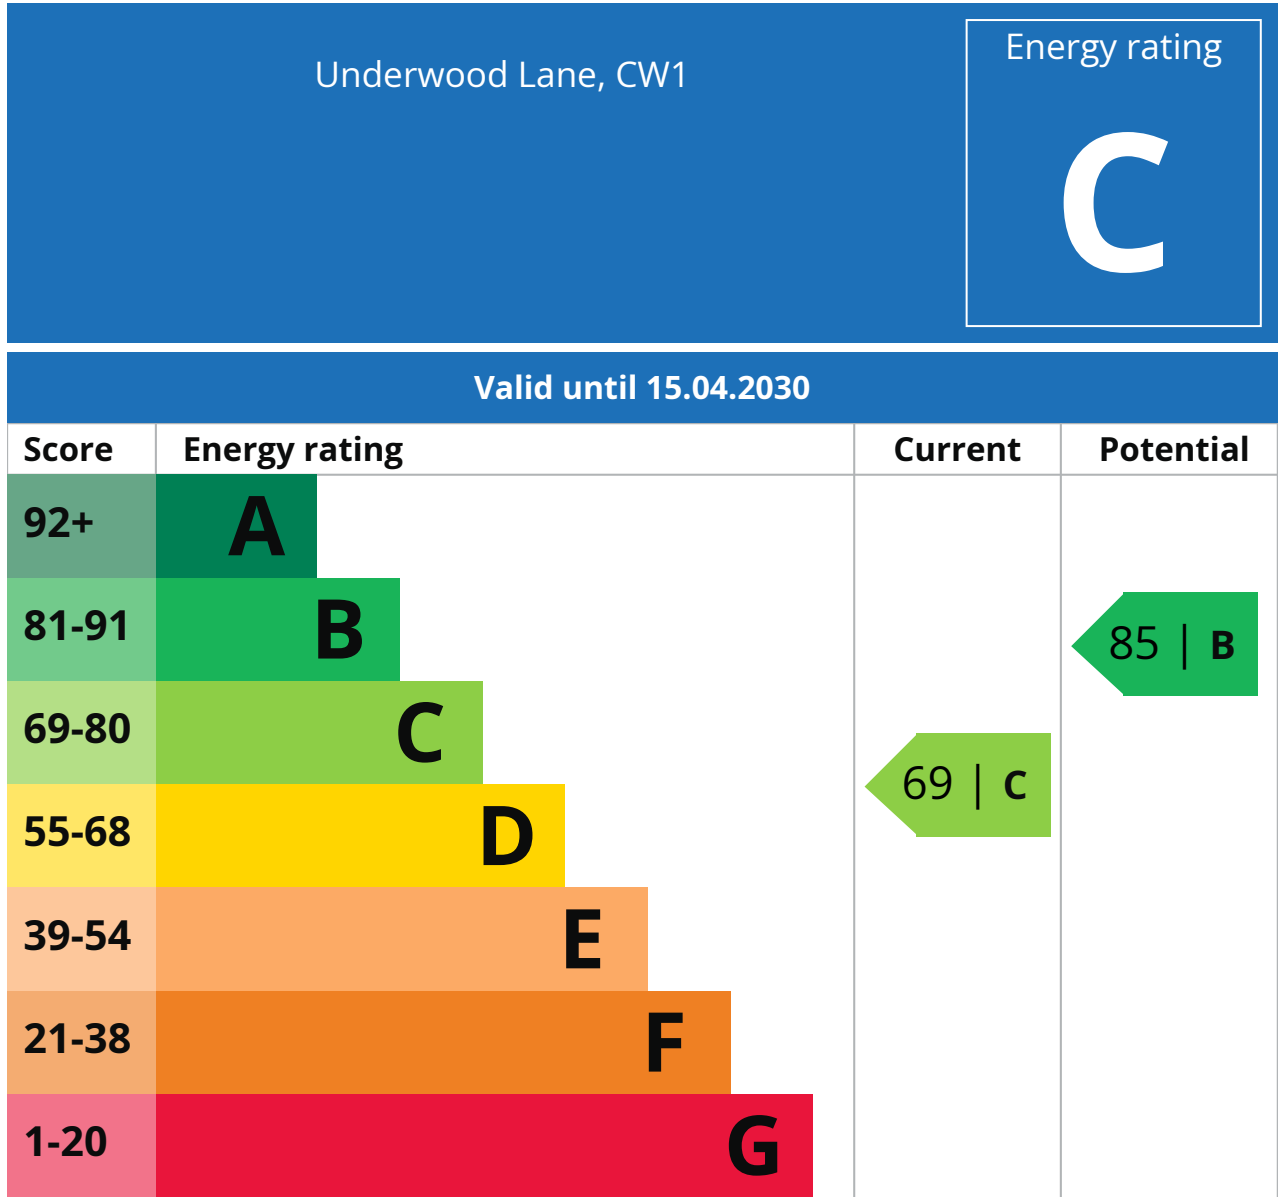 Underwood Lane, CW1
Energy rating
C
Valid until 15.04.2030
Score Energy rating Current Potential
92+ A
81-91 B 85 | B
69-80 C 69 | C
55-68 D
39-54 E
21-38 F
1-20 G